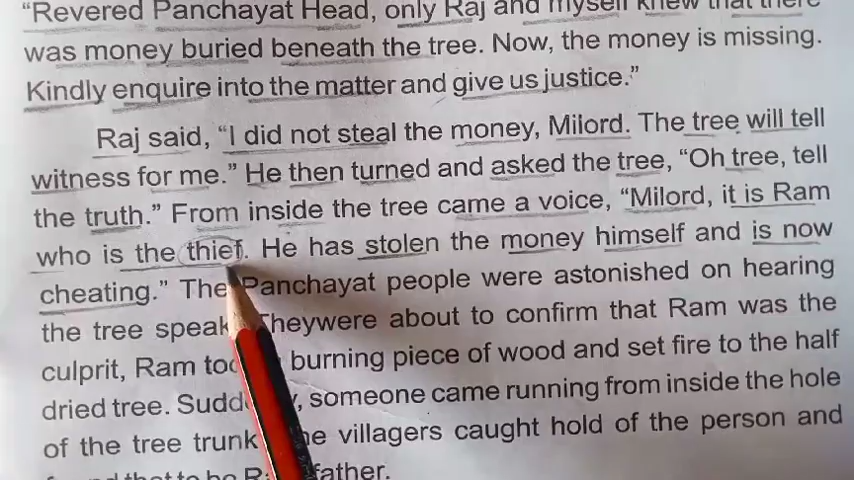 "Revered Panchayat Head, only Raj and myself knew that there
was money buried beneath the tree. Now, the money is missing.
Kindly enquire into the matter and give us justice."
Raj said, "I did not steal the money, Milord. The tree will tell
witness for me." He then turned and asked the tree, "Oh tree, tell
the truth." From inside the tree came a voice, "Milord, it is Ram
who is the thief. He has stolen the money himself and is now
cheating." The Panchayat people were astonished on hearing
the tree speak. Theywere about to confirm that Ram was the
culprit, Ram burning piece of wood and set fire to the half
dried tree. someone came running from inside the hole
of the tree trunk villagers caught hold of the person and
that to be father.